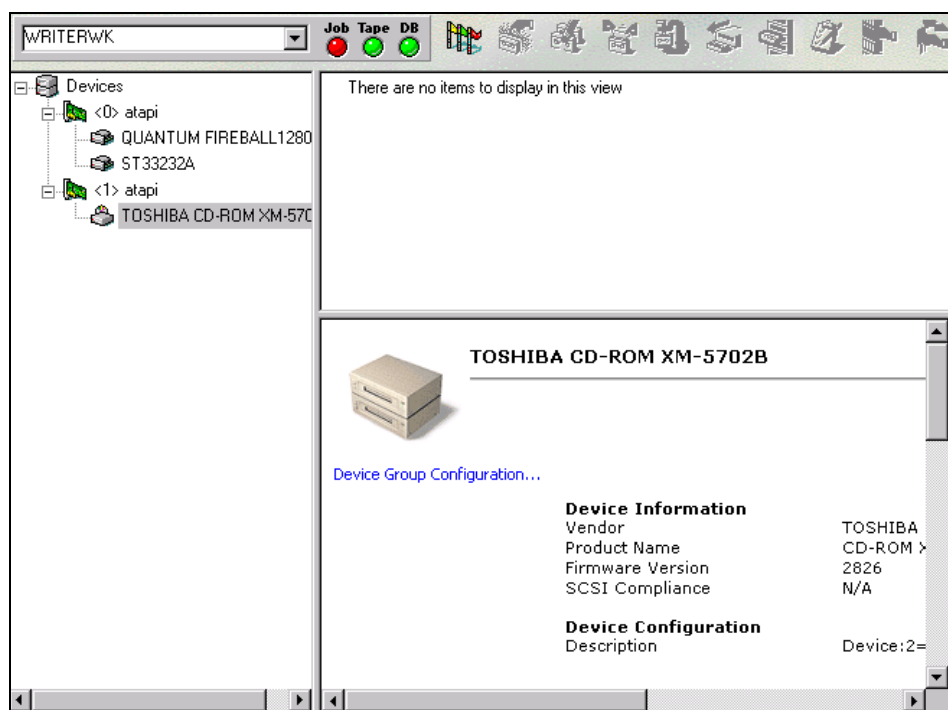 WRITERWK
Job Tape DB
Devices
<0> atapi
QUANTUM FIREBALL1280
ST33232A
<1> atapi
TOSHIBA CD-ROM XM-570
There are no items to display in this view
TOSHIBA CD-ROM XM-5702B
Device Group Configuration...
Device Information
Vendor TOSHIBA
Product Name CD-ROM X
Firmware Version 2826
SCSI Compliance N/A
Device Configuration
Description Device:2=